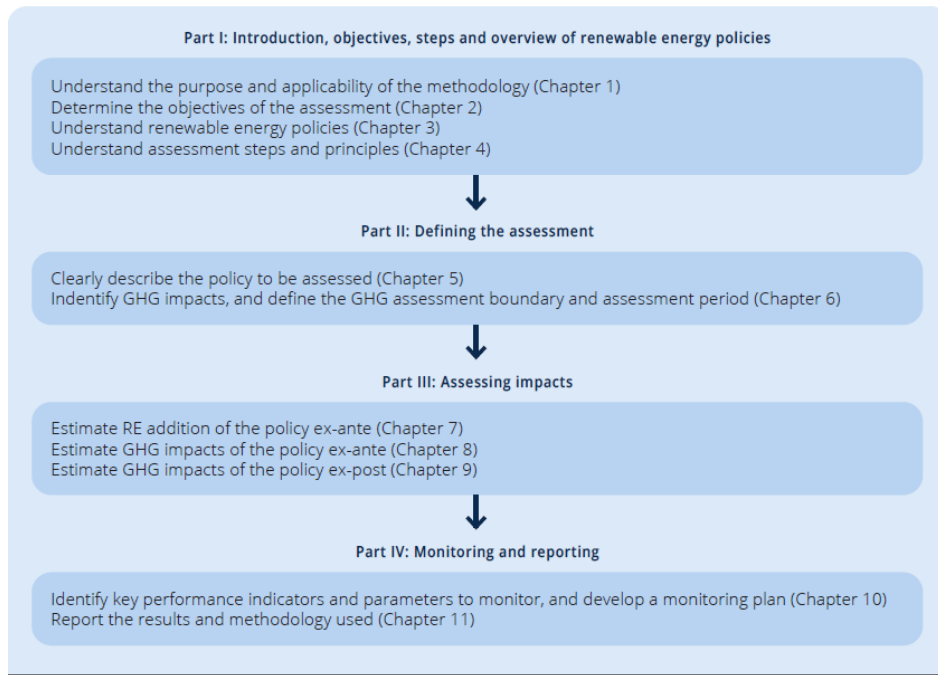 Part I: Introduction, objectives, steps and overview of renewable energy policies
Understand the purpose and applicability of the methodology (Chapter 1)
Determine the objectives of the assessment (Chapter 2)
Understand renewable energy policies (Chapter 3)
Understand assessment steps and principles (Chapter 4)
Part II: Defining the assessment
Clearly describe the policy to be assessed (Chapter 5)
Indentify GHG impacts, and define the GHG assessment boundary and assessment period (Chapter 6)
Part III: Assessing impacts
Estimate RE addition of the policy ex-ante (Chapter 7)
Estimate GHG impacts of the policy ex-ante (Chapter 8)
Estimate GHG impacts of the policy ex-post (Chapter 9)
Part IV: Monitoring and reporting
Identify key performance indicators and parameters to monitor, and develop a monitoring plan (Chapter 10)
Report the results and methodology used (Chapter 11)